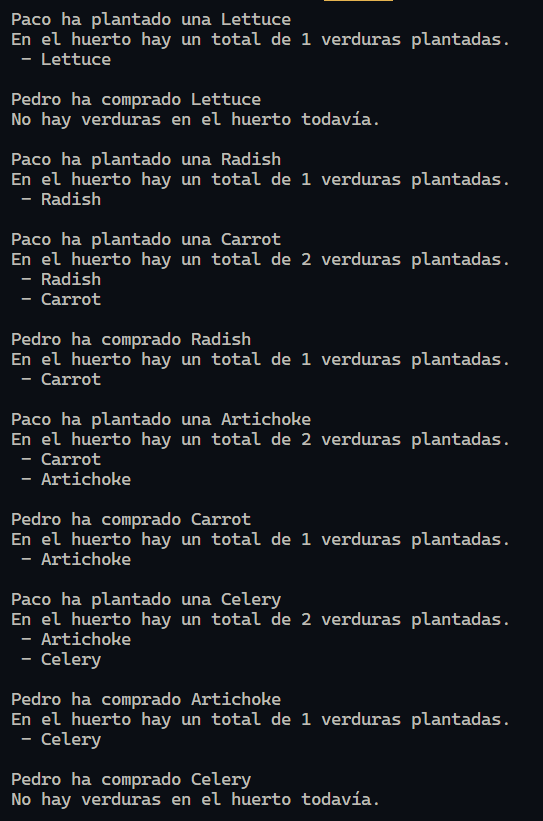 Paco ha plantado una Lettuce
En el huerto hay un total de 1 verduras plantadas.
- Lettuce
Pedro ha comprado Lettuce
No hay verduras en el huerto todavía.
Paco ha plantado una Radish
En el huerto hay un total de 1 verduras plantadas.
- Radish
Paco ha plantado una Carrot
En el huerto hay un total de 2 verduras plantadas.
- Radish
- Carrot
Pedro ha comprado Radish
En el huerto hay un total de 1 verduras plantadas.
- Carrot
Paco ha plantado una Artichoke
En el huerto hay un total de 2 verduras plantadas.
- Carrot
- Artichoke
Pedro ha comprado Carrot
En el huerto hay un total de 1 verduras plantadas.
- Artichoke
Paco ha plantado una Celery
En el huerto hay un total de 2 verduras plantadas.
- Artichoke
- Celery
Pedro ha comprado Artichoke
En el huerto hay un total de 1 verduras plantadas.
- Celery
Pedro ha comprado Celery
No hay verduras en el huerto todavía.